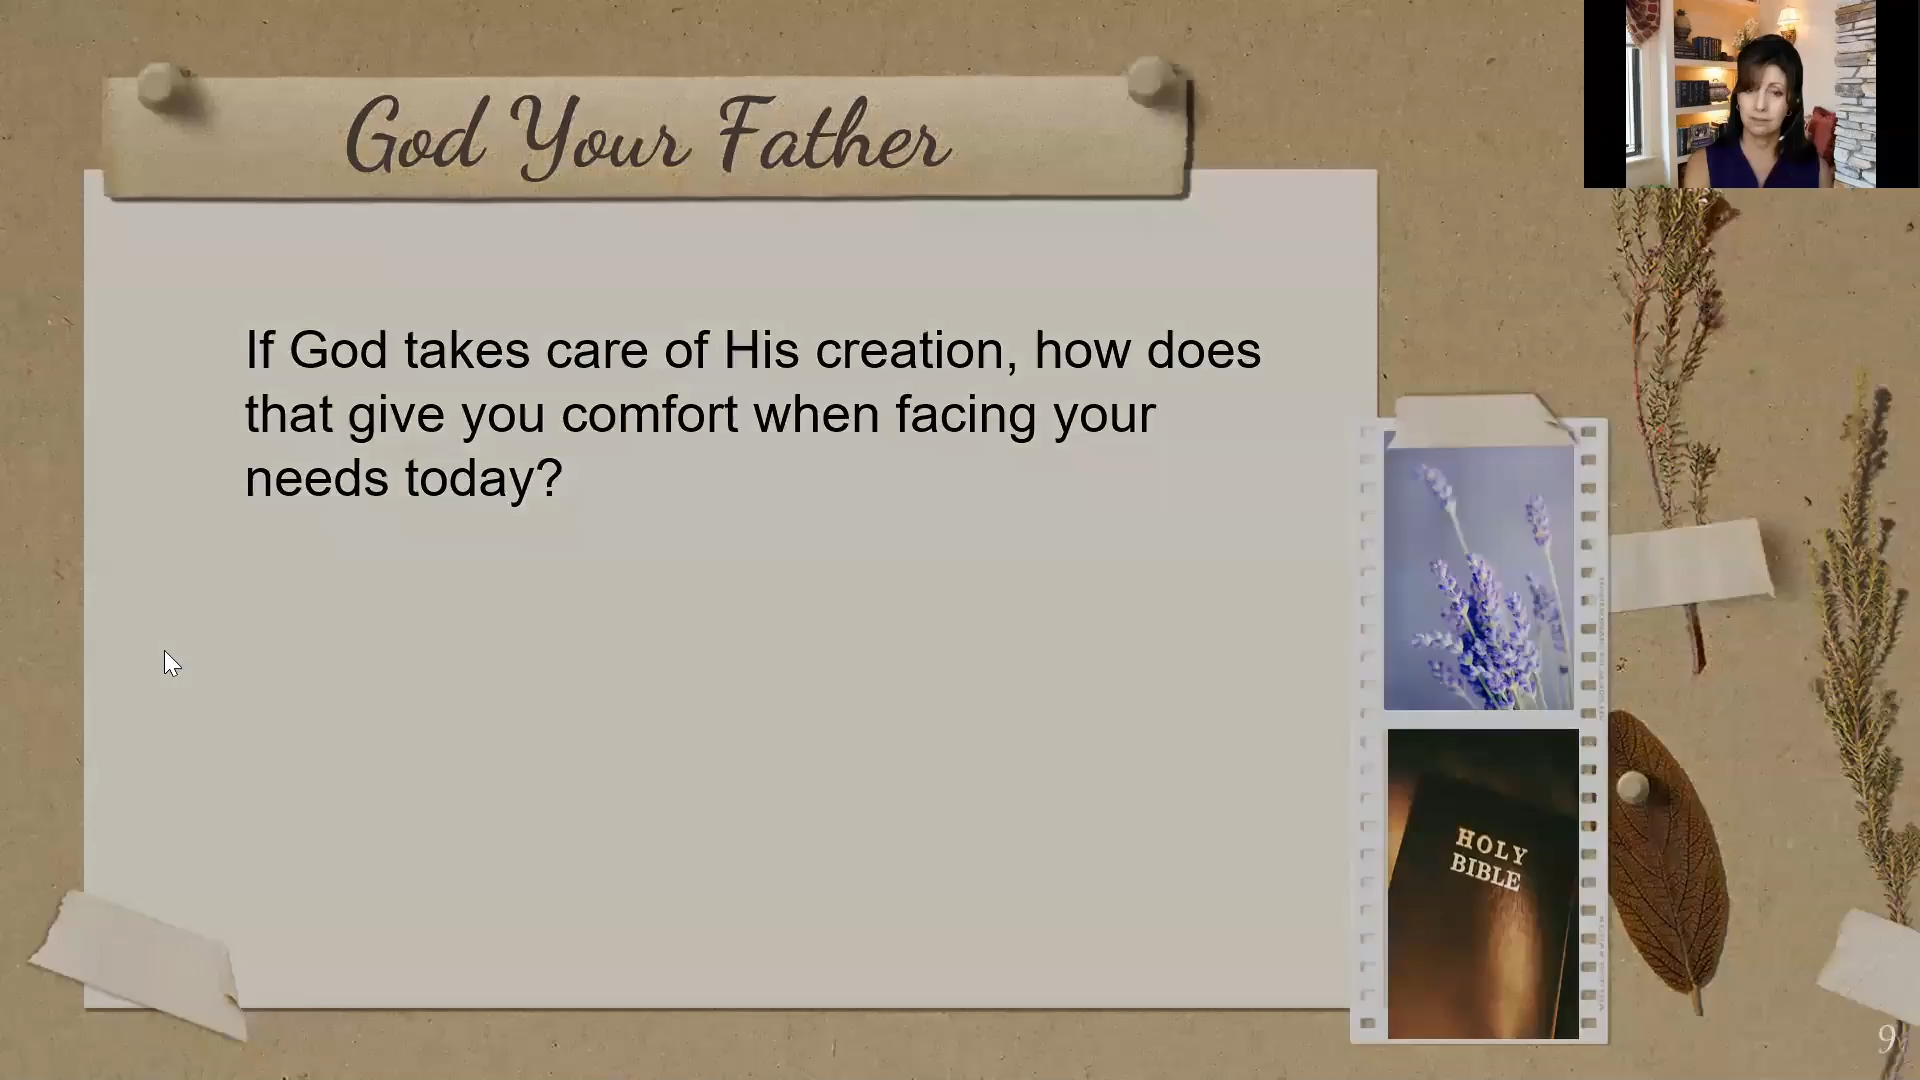 God Your Father
If God takes care of His creation, how does
that give you comfort when facing your
needs today?
HOLY
BIBLE
9